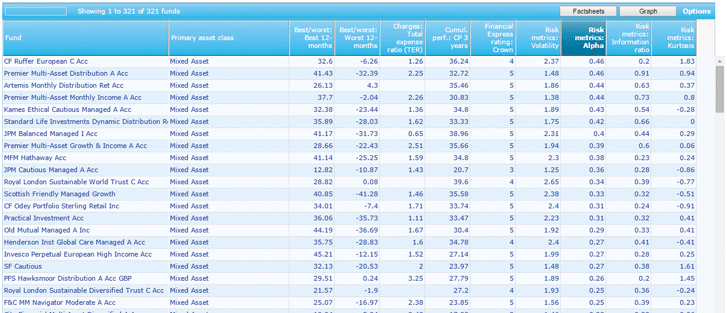 Showing 1 to 321 of 321 funds Factsheets Graph Options
Fund Primary asset class Best/worst: Best 12-months Best/worst: Worst 12-months Charges: Total expense ratio (TER) Cumul. perf.: CP 3 years Financial Express rating: Crown Risk metrics: Volatility Risk metrics: Alpha Risk metrics: Information ratio Risk metrics: Kurtosis
CF Ruffer European C Acc Mixed Asset 32.6 -6.26 1.26 36.24 4 2.37 0.46 0.2 1.83
Premier Multi-Asset Distribution A Acc Mixed Asset 41.43 -32.39 2.25 32.72 5 1.48 0.46 0.91 0.94
Artemis Monthly Distribution Ret Acc Mixed Asset 26.13 4.3 35.46 5 1.86 0.44 0.63 0.37
Premier Multi-Asset Monthly Income A Acc Mixed Asset 37.7 -2.04 2.26 30.83 5 1.38 0.44 0.73 0.8
Kames Ethical Cautious Managed A Acc Mixed Asset 32.38 -23.44 1.36 34.8 5 1.89 0.43 0.54 -0.28
Standard Life Investments Dynamic Distribution R Mixed Asset 35.89 -28.03 1.62 33.33 5 1.75 0.42 0.66 0
JPM Balanced Managed I Acc Mixed Asset 41.17 -31.73 0.65 38.96 5 2.31 0.4 0.44 0.29
Premier Multi-Asset Growth & Income A Acc Mixed Asset 28.66 -22.43 2.51 35.66 5 1.94 0.39 0.6 0.06
MFM Hathaway Acc Mixed Asset 41.14 -25.25 1.59 34.8 5 2.3 0.38 0.23 0.24
JPM Cautious Managed A Acc Mixed Asset 12.82 -10.87 1.43 20.7 3 1.25 0.36 0.28 -0.86
Royal London Sustainable World Trust C Acc Mixed Asset 28.82 0.08 39.6 4 2.65 0.34 0.39 -0.77
Scottish Friendly Managed Growth Mixed Asset 40.85 -41.28 1.46 35.58 5 2.38 0.33 0.32 -0.51
CF Odey Portfolio Sterling Retail Inc Mixed Asset 34.01 -7.4 1.71 33.74 5 2.4 0.31 0.24 -0.91
Practical Investment Acc Mixed Asset 36.06 -35.73 1.11 33.47 5 2.23 0.31 0.32 0.41
Old Mutual Managed A Inc Mixed Asset 44.19 -36.69 1.67 30.4 5 1.92 0.29 0.33 0.41
Henderson Inst Global Care Managed A Acc Mixed Asset 35.75 -28.83 1.6 34.78 4 2.4 0.27 0.41 -0.41
Invesco Perpetual European High Income Acc Mixed Asset 45.21 -12.15 1.52 27.14 5 1.99 0.27 0.28 0.25
SF Cautious Mixed Asset 32.13 -20.53 2 23.97 5 1.48 0.27 0.38 1.61
PFS Hawksmoor Distribution A Acc GBP Mixed Asset 29.51 0.24 3.25 27.79 5 1.89 0.26 0.2 1.45
Royal London Sustainable Diversified Trust C Acc Mixed Asset 21.57 -1.9 27.2 4 1.93 0.25 0.36 -0.24
F&C MM Navigator Moderate A Acc Mixed Asset 25.07 -16.97 2.38 23.85 5 1.56 0.25 0.39 0.23